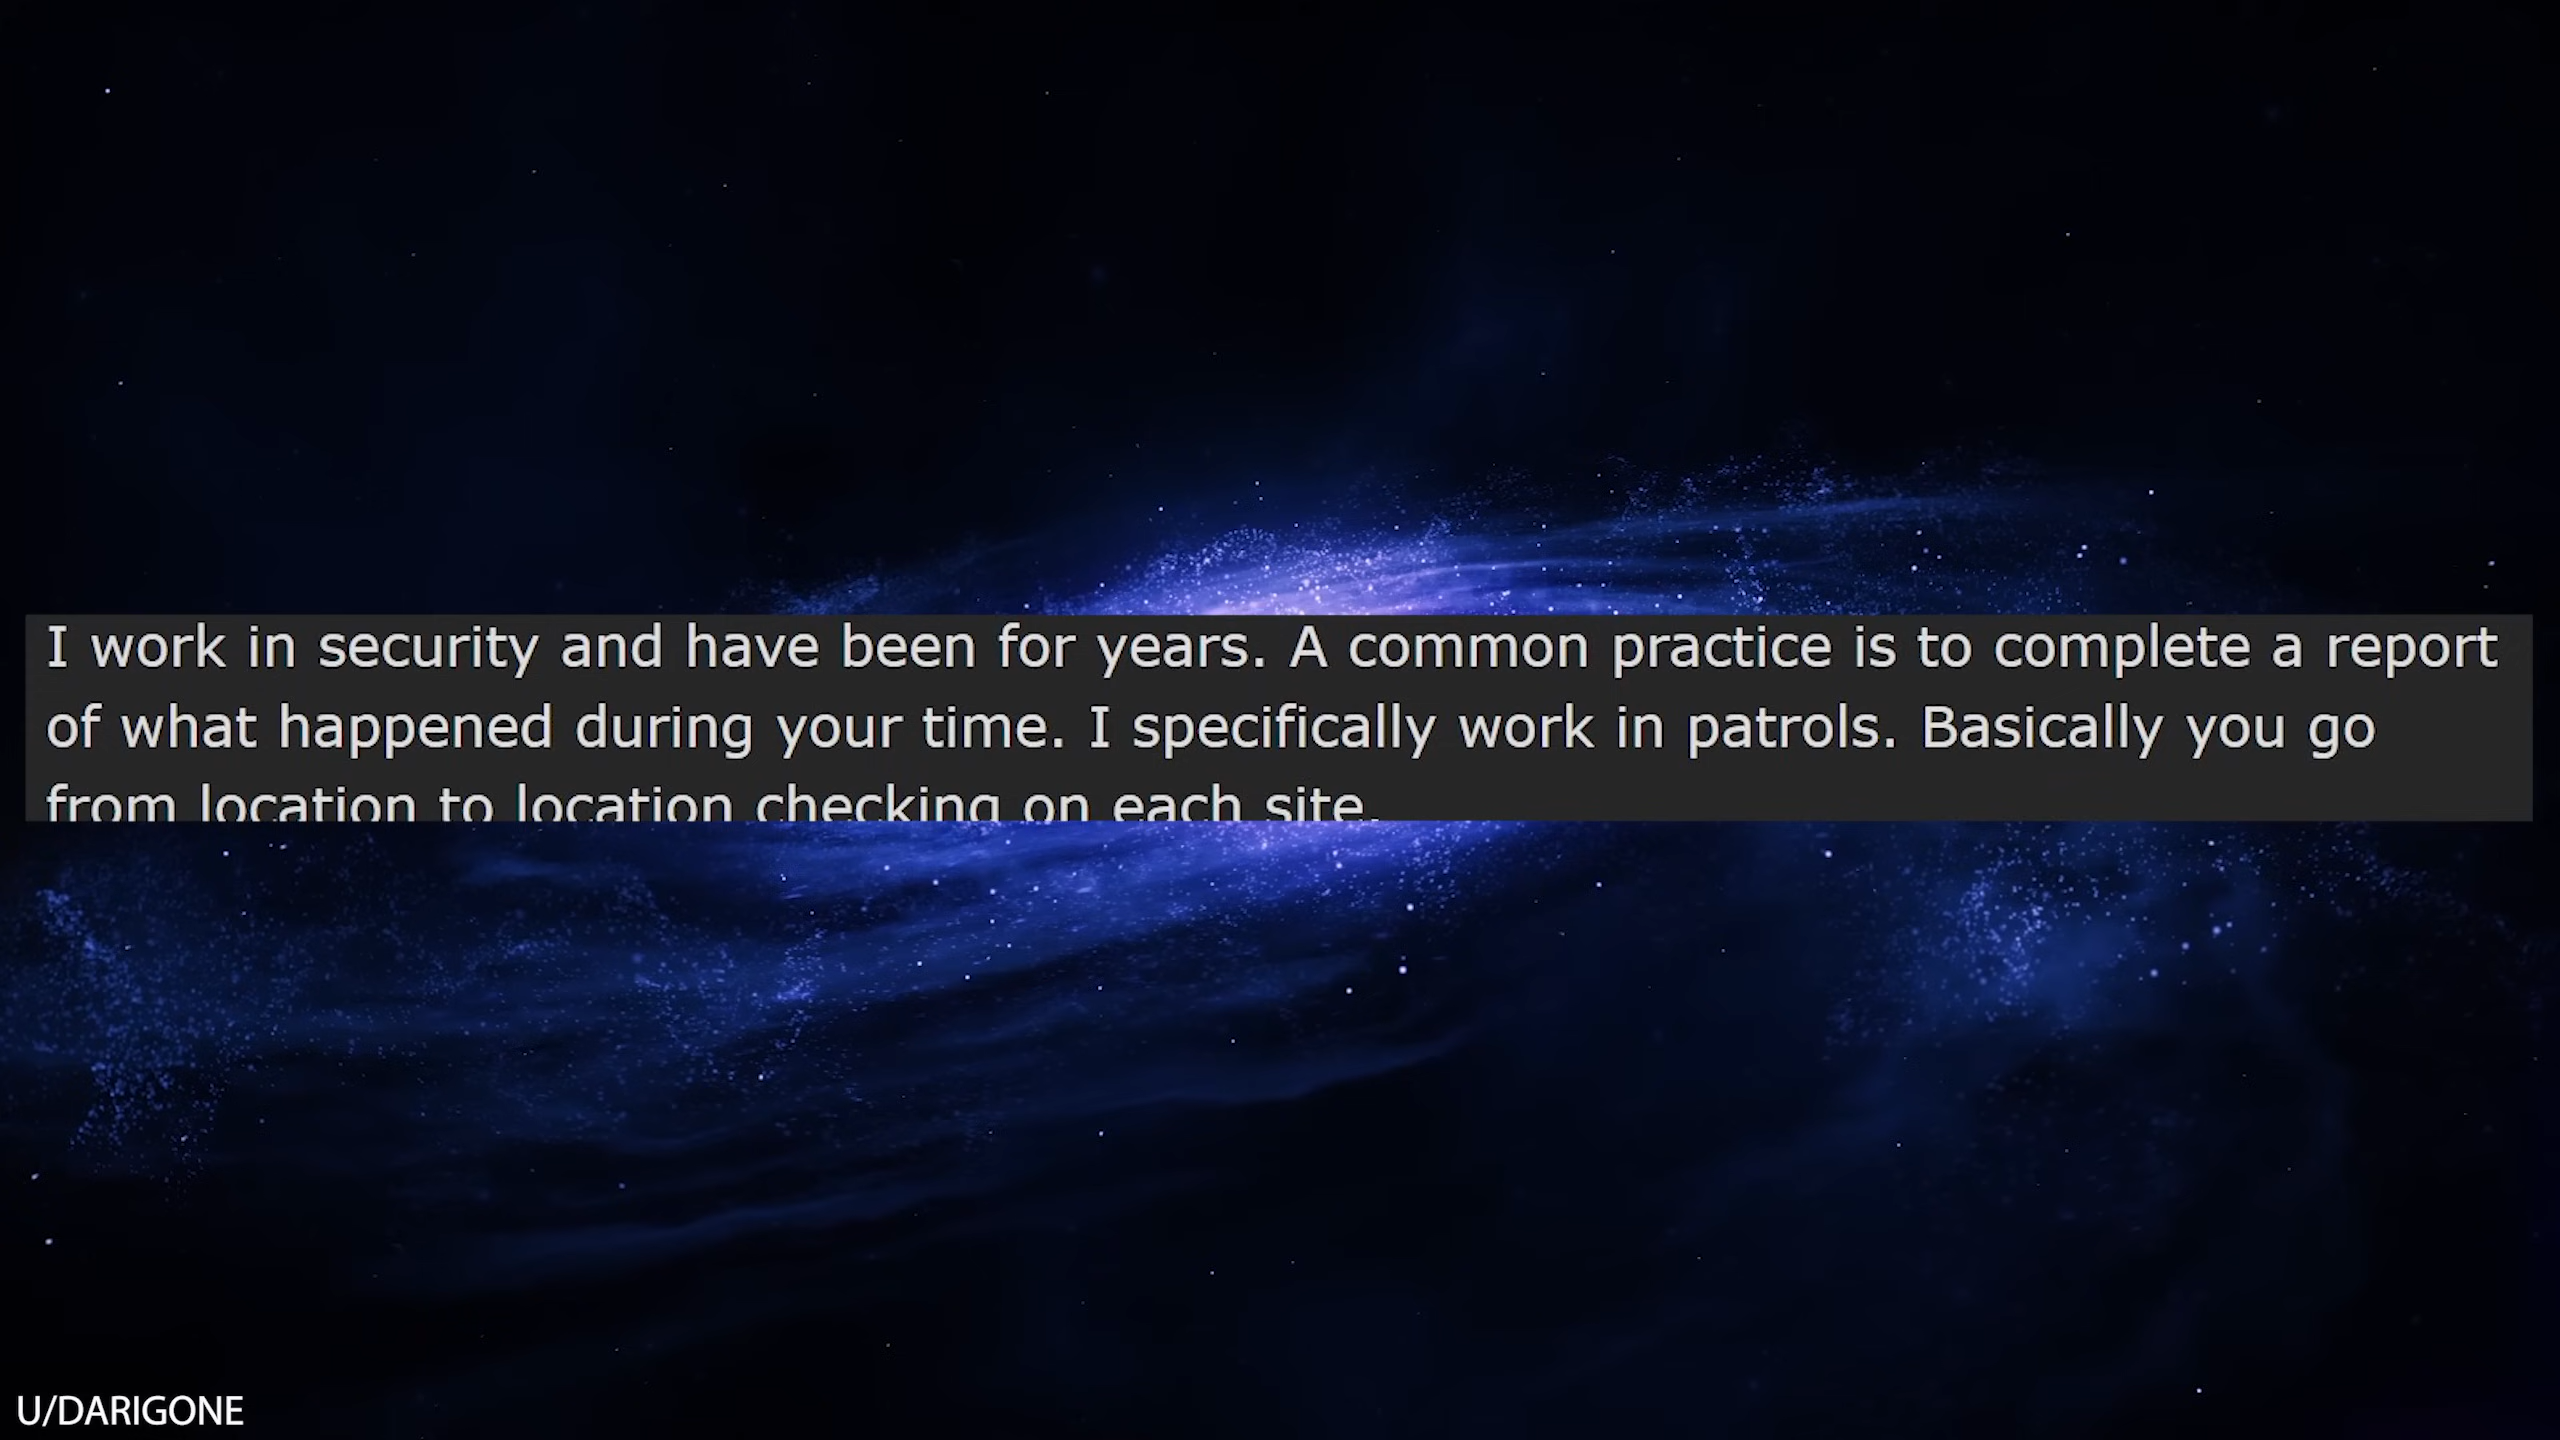 I work in security and have been for years. A common practice is to complete a report
of what happened during your time. I specifically work in patrols. Basically you go
from location to location checking on each site.
U/DARIGONE